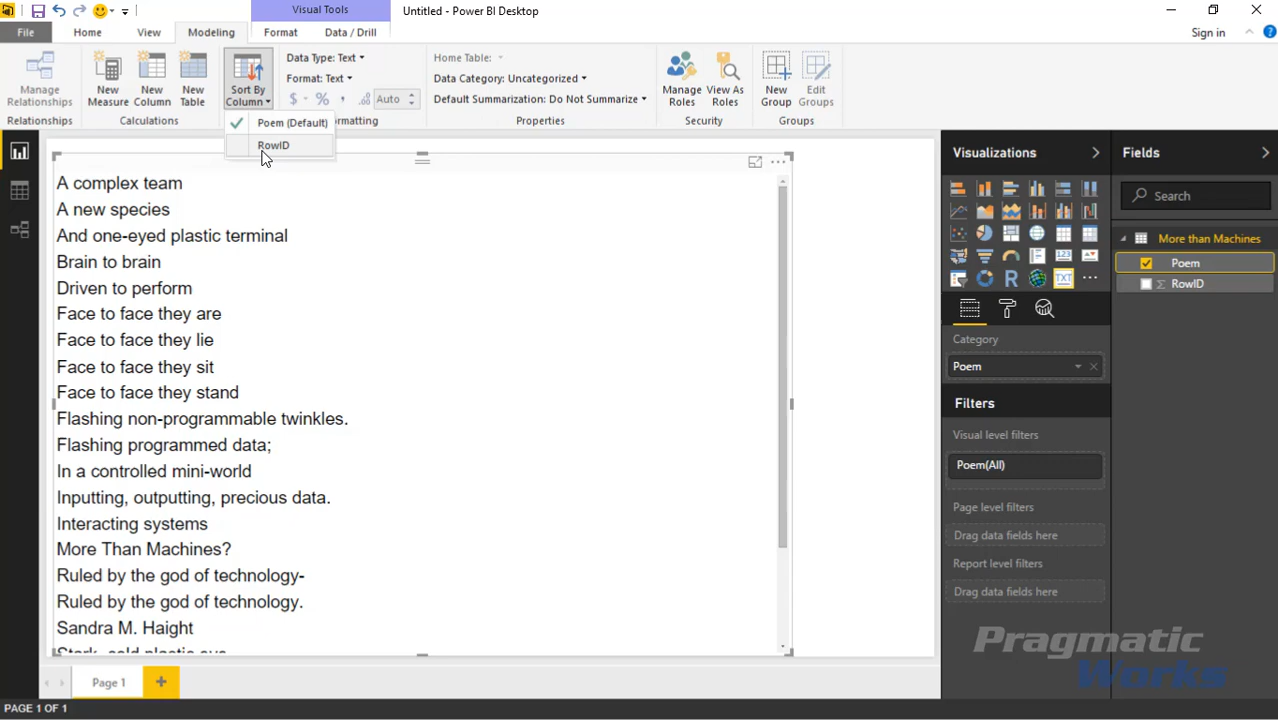 Visual Tools
Untitled - Power BI Desktop
File
Home
View
Modeling
Format
Data / Drill
Sign in
Manage Relationships
New Measure
New Column
New Table
Sort By Column
Data Type: Text
Format: Text
$ % , .00 Auto
Home Table:
Data Category: Uncategorized
Default Summarization: Do Not Summarize
Manage Roles
View As Roles
New Group
Edit Groups
Relationships
Calculations
matting
Properties
Security
Groups
Poem (Default)
RowID
A complex team
A new species
And one-eyed plastic terminal
Brain to brain
Driven to perform
Face to face they are
Face to face they lie
Face to face they sit
Face to face they stand
Flashing non-programmable twinkles.
Flashing programmed data;
In a controlled mini-world
Inputting, outputting, precious data.
Interacting systems
More Than Machines?
Ruled by the god of technology-
Ruled by the god of technology.
Sandra M. Haight
Stark, cold plastic eye
Visualizations
R
TXT
123
Category
Poem
Filters
Visual level filters
Poem(All)
Page level filters
Drag data fields here
Report level filters
Drag data fields here
Fields
Search
More than Machines
Poem
Σ RowID
Pragmatic
Works
Page 1
PAGE 1 OF 1